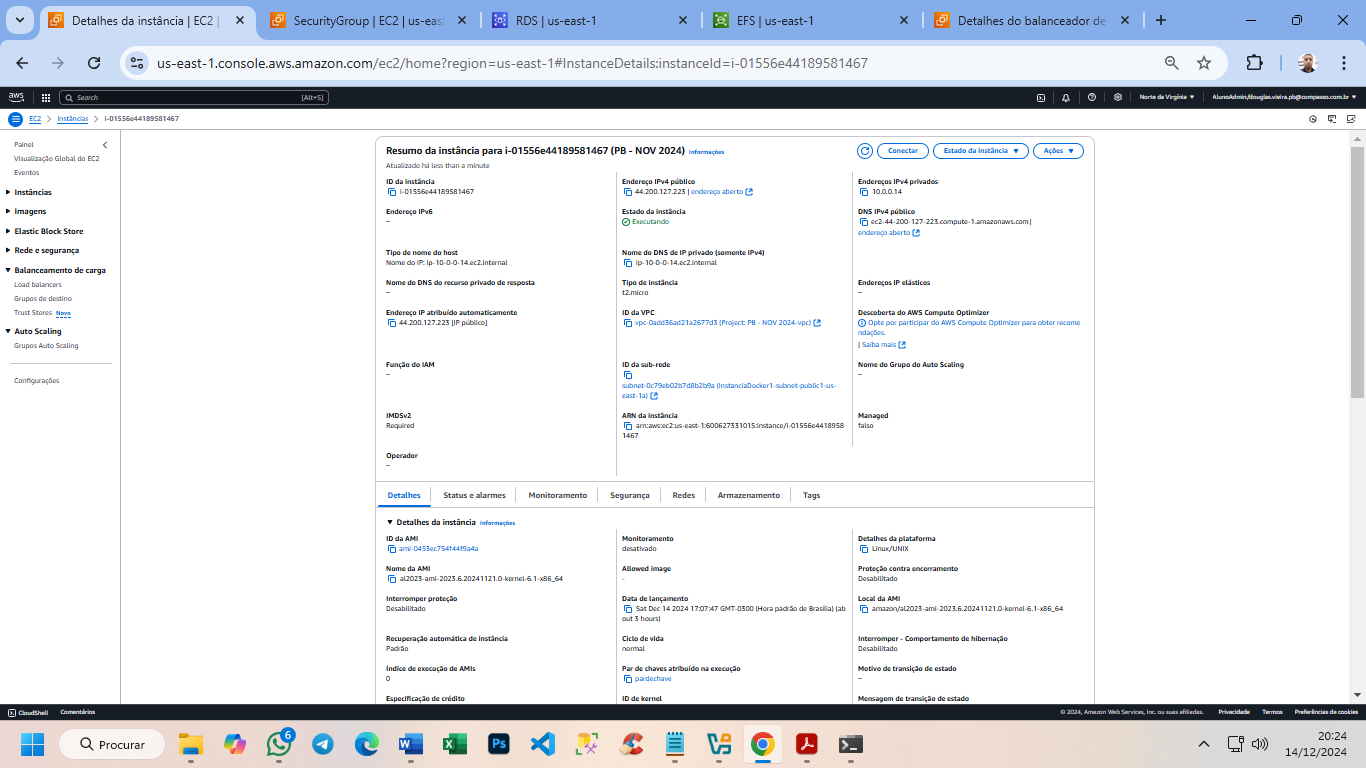 Detalhes da instância | EC2 |
SecurityGroup | EC2 | us-eas
RDS | us-east-1
EFS | us-east-1
Detalhes do balanceador de
us-east-1.console.aws.amazon.com/ec2/home?region=us-east-1#InstanceDetails:instanceId=i-01556e44189581467
aws
Search
[Alt+S]
Norte da Virgínia
AlunoAdmin/douglas.vieira.pb@compasso.com.br
EC2
Instâncias
i-01556e44189581467
Painel
Visualização Global do EC2
Eventos
Instâncias
Imagens
Elastic Block Store
Rede e segurança
Balanceamento de carga
Load balancers
Grupos de destino
Trust Stores Novo
Auto Scaling
Grupos Auto Scaling
Configurações
Resumo da instância para i-01556e44189581467 (PB - NOV 2024) Informações
Atualizado há less than a minute
Conectar
Estado da instância
Ações
ID da instância
i-01556e44189581467
Endereço IPv4 público
44.200.127.223 | endereço aberto
Endereços IPv4 privados
10.0.0.14
Endereço IPv6
–
Estado da instância
Executando
DNS IPv4 público
ec2-44-200-127-223.compute-1.amazonaws.com |
endereço aberto
Tipo de nome do host
Nome do IP: ip-10-0-0-14.ec2.internal
Nome do DNS de IP privado (somente IPv4)
ip-10-0-0-14.ec2.internal
Nome do DNS do recurso privado de resposta
–
Tipo de instância
t2.micro
Endereços IP elásticos
–
Endereço IP atribuído automaticamente
44.200.127.223 [IP público]
ID da VPC
vpc-0add36ad21a2677d3 (Project: PB - NOV 2024-vpc)
Descoberta do AWS Compute Optimizer
Opte por participar do AWS Compute Optimizer para obter recome
ndações.
| Saiba mais
Função do IAM
–
ID da sub-rede
subnet-0c79eb02b7d8b2b9a (InstanciaDocker1-subnet-public1-us-
east-1a)
Nome do Grupo do Auto Scaling
–
IMDSv2
Required
ARN da instância
arn:aws:ec2:us-east-1:600627331015:instance/i-01556e4418958
1467
Managed
falso
Operador
–
Detalhes
Status e alarmes
Monitoramento
Segurança
Redes
Armazenamento
Tags
Detalhes da instância Informações
ID da AMI
ami-0453ec754f44f9a4a
Monitoramento
desativado
Detalhes da plataforma
Linux/UNIX
Nome da AMI
al2023-ami-2023.6.20241121.0-kernel-6.1-x86_64
Allowed image
-
Proteção contra encerramento
Desabilitado
Interromper proteção
Desabilitado
Data de lançamento
Sat Dec 14 2024 17:07:47 GMT-0300 (Hora padrão de Brasília) (ab
out 3 hours)
Local da AMI
amazon/al2023-ami-2023.6.20241121.0-kernel-6.1-x86_64
Recuperação automática de instância
Padrão
Ciclo de vida
normal
Interromper - Comportamento de hibernação
Desabilitado
Índice de execução de AMIs
0
Par de chaves atribuído na execução
pardechave
Motivo de transição de estado
–
Especificação de crédito
ID de kernel
Mensagem de transição de estado
CloudShell
Comentários
© 2024, Amazon Web Services, Inc. ou suas afiliadas.
Privacidade
Termos
Preferências de cookies
Procurar
6
20:24
14/12/2024